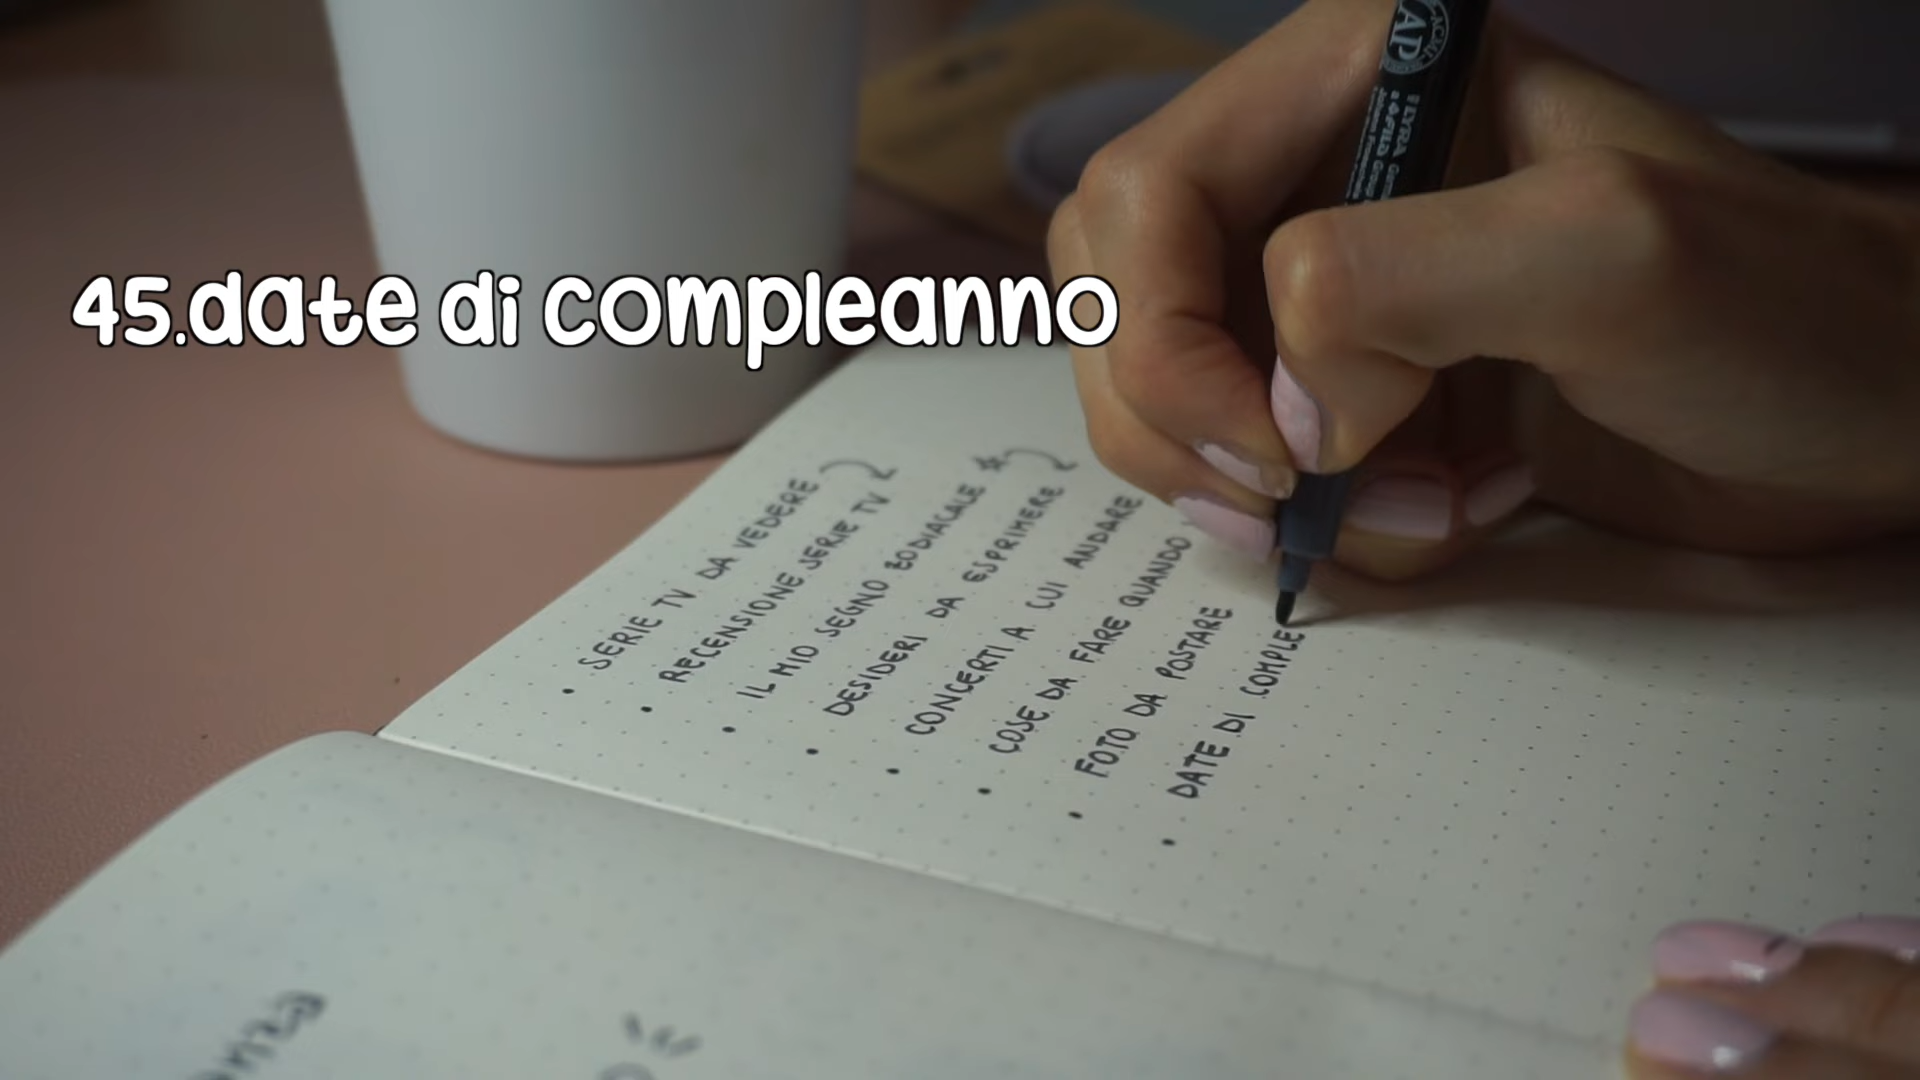 45.date di compleanno
SERIE TV DA VEDERE
RECENSIONE SERIE TV
IL MIO SEGNO ZODIACALE
DESIDERI DA ESPRIMERE
CONCERTI A CUI ANDARE
COSE DA FARE QUANDO
FOTO DA POSTARE
DATE DI COMPLE
LYRA